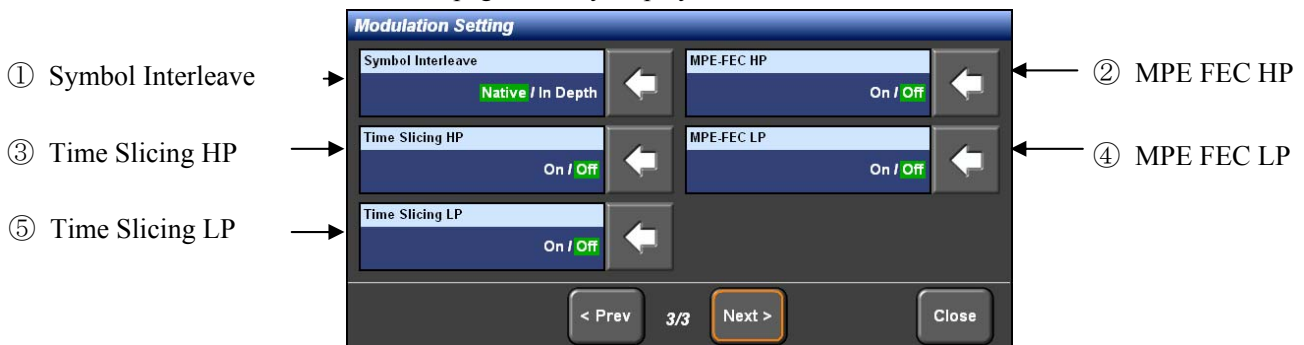 Modulation Setting
① Symbol Interleave
Symbol Interleave
Native / In Depth
MPE-FEC HP
On / Off
② MPE FEC HP
③ Time Slicing HP
Time Slicing HP
On / Off
MPE-FEC LP
On / Off
④ MPE FEC LP
⑤ Time Slicing LP
Time Slicing LP
On / Off
< Prev
3/3
Next >
Close